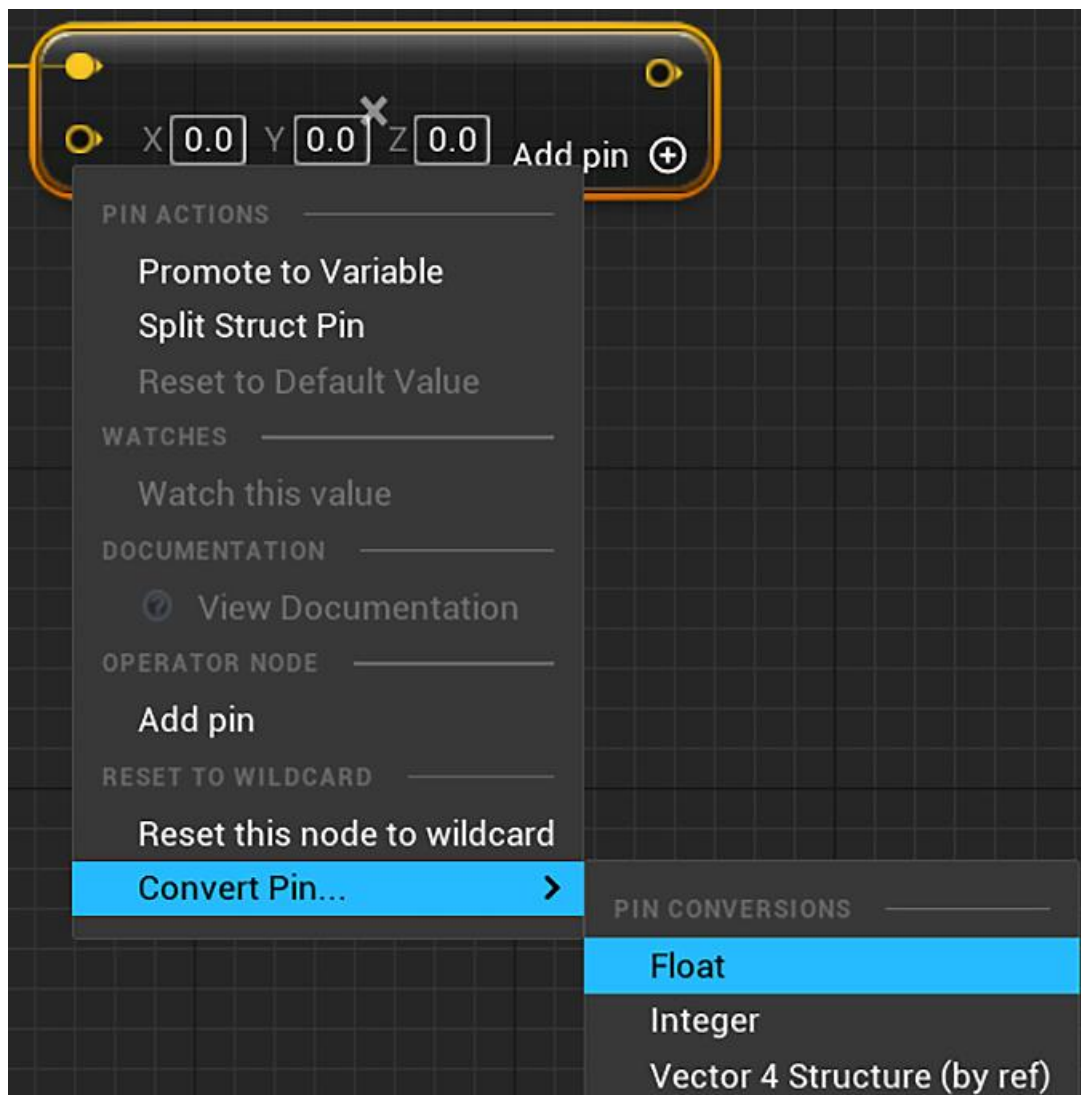 X 0.0 Y 0.0 Z 0.0 Add pin
PIN ACTIONS
Promote to Variable
Split Struct Pin
Reset to Default Value
WATCHES
Watch this value
DOCUMENTATION
View Documentation
OPERATOR NODE
Add pin
RESET TO WILDCARD
Reset this node to wildcard
Convert Pin...
PIN CONVERSIONS
Float
Integer
Vector 4 Structure (by ref)